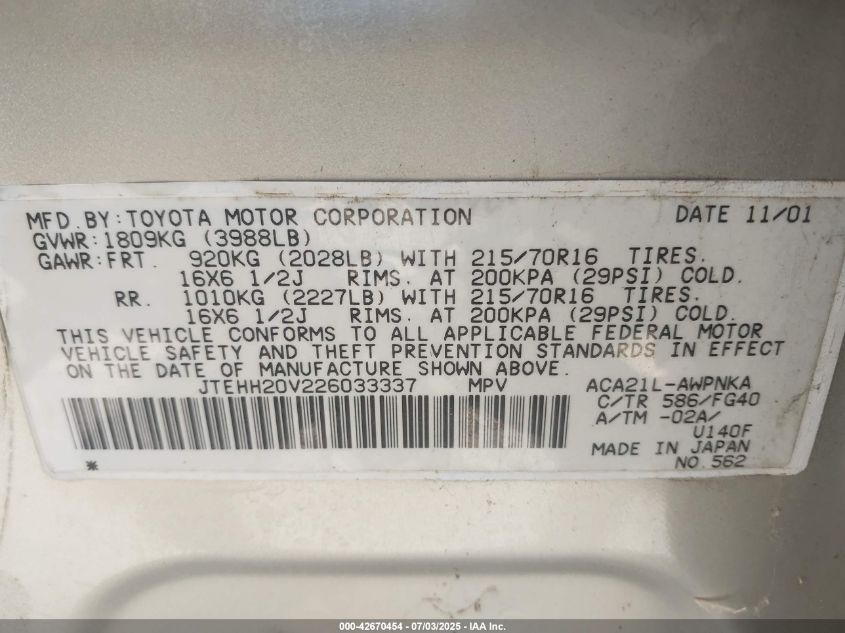 MFD. BY: TOYOTA MOTOR CORPORATION DATE 11/01
GVWR: 1809KG (3988LB)
GAWR: FRT. 920KG (2028LB) WITH 215/70R16 TIRES.
16X6 1/2J RIMS. AT 200KPA (29PSI) COLD.
RR. 1010KG (2227LB) WITH 215/70R16 TIRES.
16X6 1/2J RIMS. AT 200KPA (29PSI) COLD.
THIS VEHICLE CONFORMS TO ALL APPLICABLE FEDERAL MOTOR
VEHICLE SAFETY AND THEFT PREVENTION STANDARDS IN EFFECT
ON THE DATE OF MANUFACTURE SHOWN ABOVE.
JTEHH20V226033337 MPV ACA21L-AWPNKA
C/TR 586/FG40
A/TM -02A/
U140F
MADE IN JAPAN
* NO.562
000-42670454 - 07/03/2025 - IAA Inc.